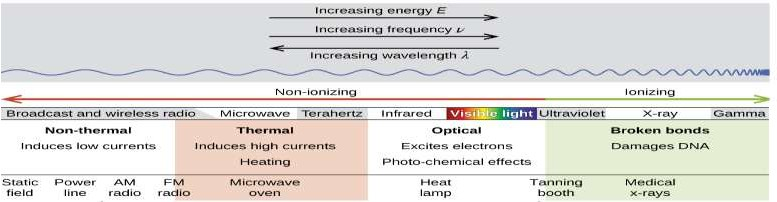 Increasing energy E
Increasing frequency ν
Increasing wavelength λ
Non-ionizing Ionizing
Broadcast and wireless radio Microwave Terahertz Infrared Visible light Ultraviolet X-ray Gamma
Non-thermal Thermal Optical Broken bonds
Induces low currents Induces high currents Excites electrons Damages DNA
Heating Photo-chemical effects
Static Power AM FM Microwave Heat Tanning Medical
field line radio radio oven lamp booth x-rays